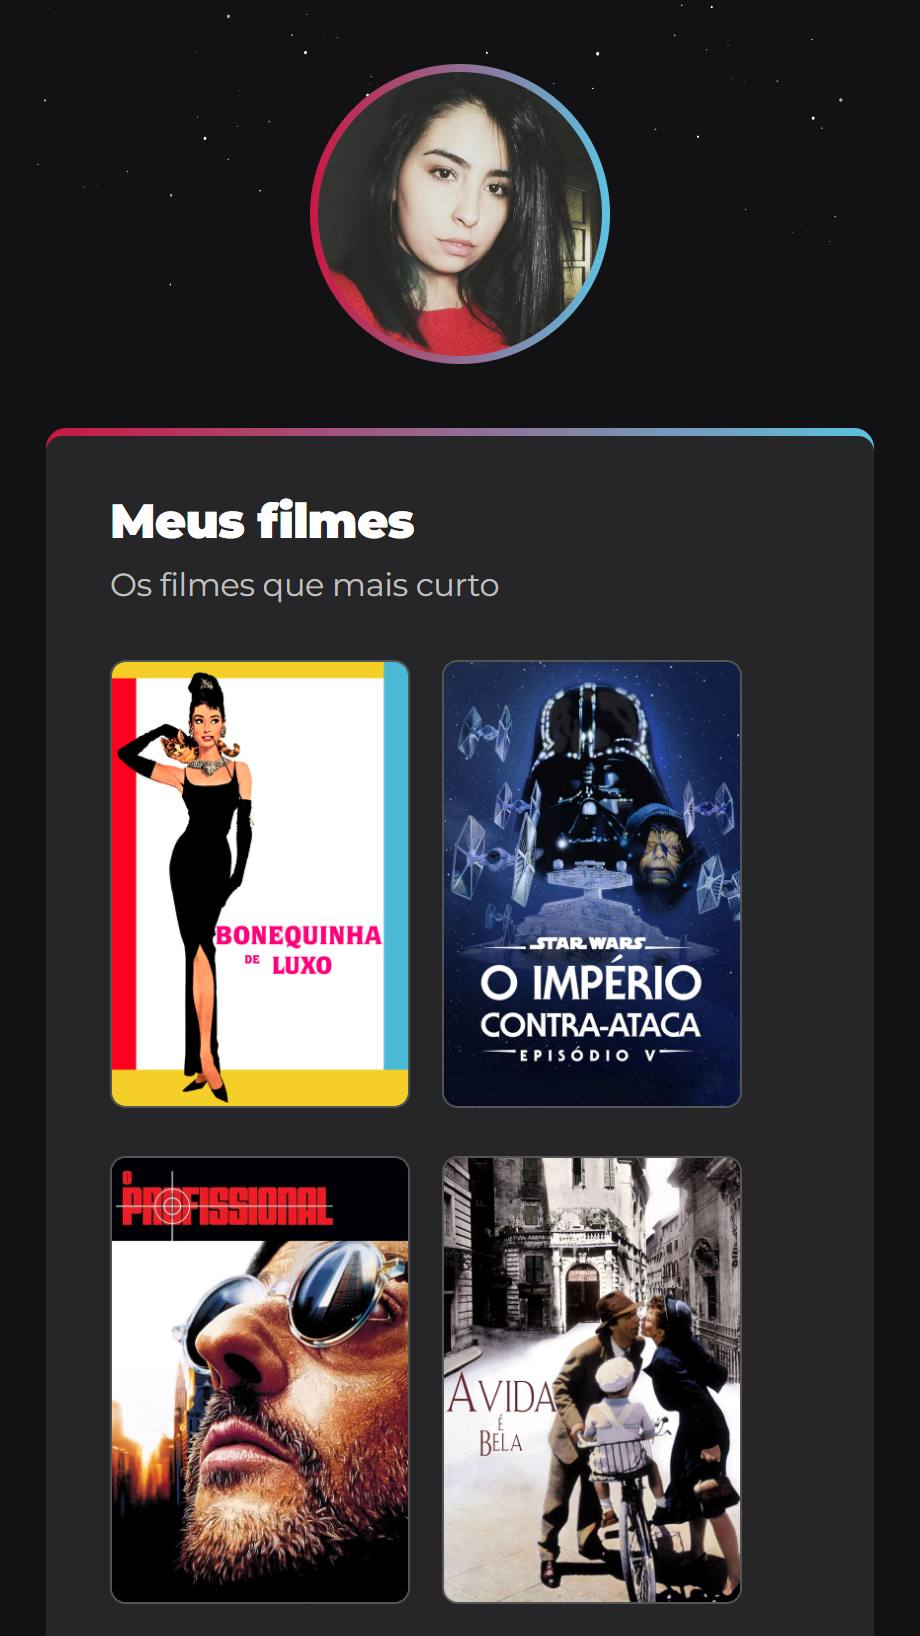 Meus filmes
Os filmes que mais curto
BONEQUINHA
DE LUXO
STAR WARS
O IMPÉRIO
CONTRA-ATACA
EPISÓDIO V
O
PROFISSIONAL
A VIDA
É
BELA